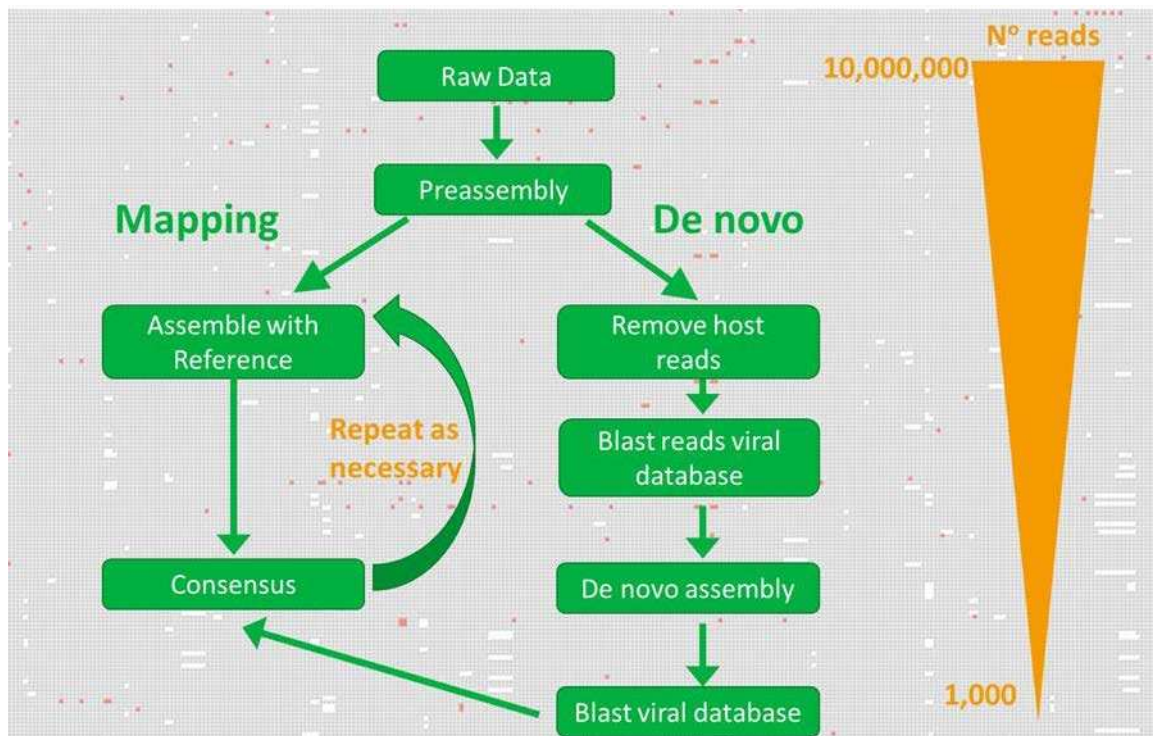 Nº reads
10,000,000
Raw Data
Preassembly
Mapping
De novo
Assemble with
Reference
Remove host
reads
Repeat as
necessary
Blast reads viral
database
Consensus
De novo assembly
Blast viral database
1,000